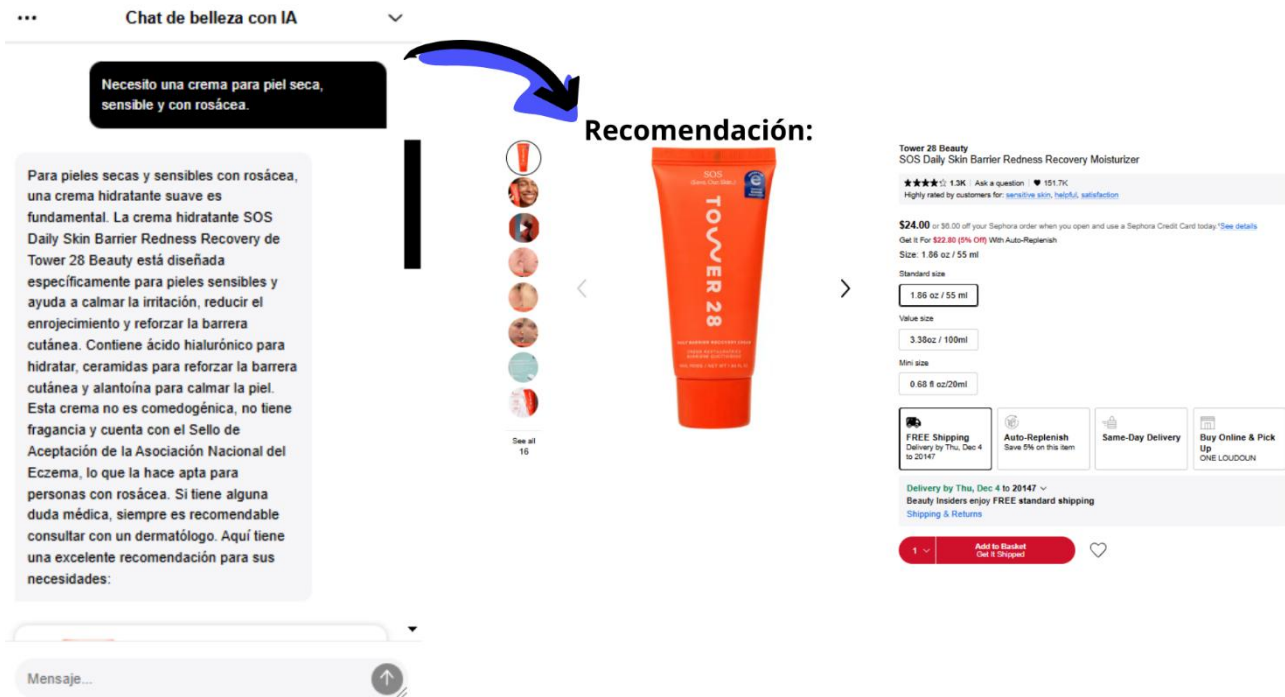 Chat de belleza con IA
Necesito una crema para piel seca,
sensible y con rosácea.
Para pieles secas y sensibles con rosácea,
una crema hidratante suave es
fundamental. La crema hidratante SOS
Daily Skin Barrier Redness Recovery de
Tower 28 Beauty está diseñada
específicamente para pieles sensibles y
ayuda a calmar la irritación, reducir el
enrojecimiento y reforzar la barrera
cutánea. Contiene ácido hialurónico para
hidratar, ceramidas para reforzar la barrera
cutánea y alantoína para calmar la piel.
Esta crema no es comedogénica, no tiene
fragancia y cuenta con el Sello de
Aceptación de la Asociación Nacional del
Eczema, lo que la hace apta para
personas con rosácea. Si tiene alguna
duda médica, siempre es recomendable
consultar con un dermatólogo. Aquí tiene
una excelente recomendación para sus
necesidades:
Mensaje...
Recomendación:
See all
16
SOS
TOWER 28
Tower 28 Beauty
SOS Daily Skin Barrier Redness Recovery Moisturizer
1.3K Ask a question 151.7K
Highly rated by customers for: sensitive skin, helpful, satisfaction
$24.00 or $6.00 off your Sephora order when you open and use a Sephora Credit Card today.*See details
Get It For $22.80 (5% Off) With Auto-Replenish
Size: 1.86 oz / 55 ml
Standard size
1.86 oz / 55 ml
Value size
3.38oz / 100ml
Mini size
0.68 fl oz/20ml
FREE Shipping
Delivery by Thu, Dec 4
to 20147
Auto-Replenish
Save 5% on this item
Same-Day Delivery
Buy Online & Pick
Up
ONE LOUDOUN
Delivery by Thu, Dec 4 to 20147
Beauty Insiders enjoy FREE standard shipping
Shipping & Returns
1
Add to Basket
Get It Shipped